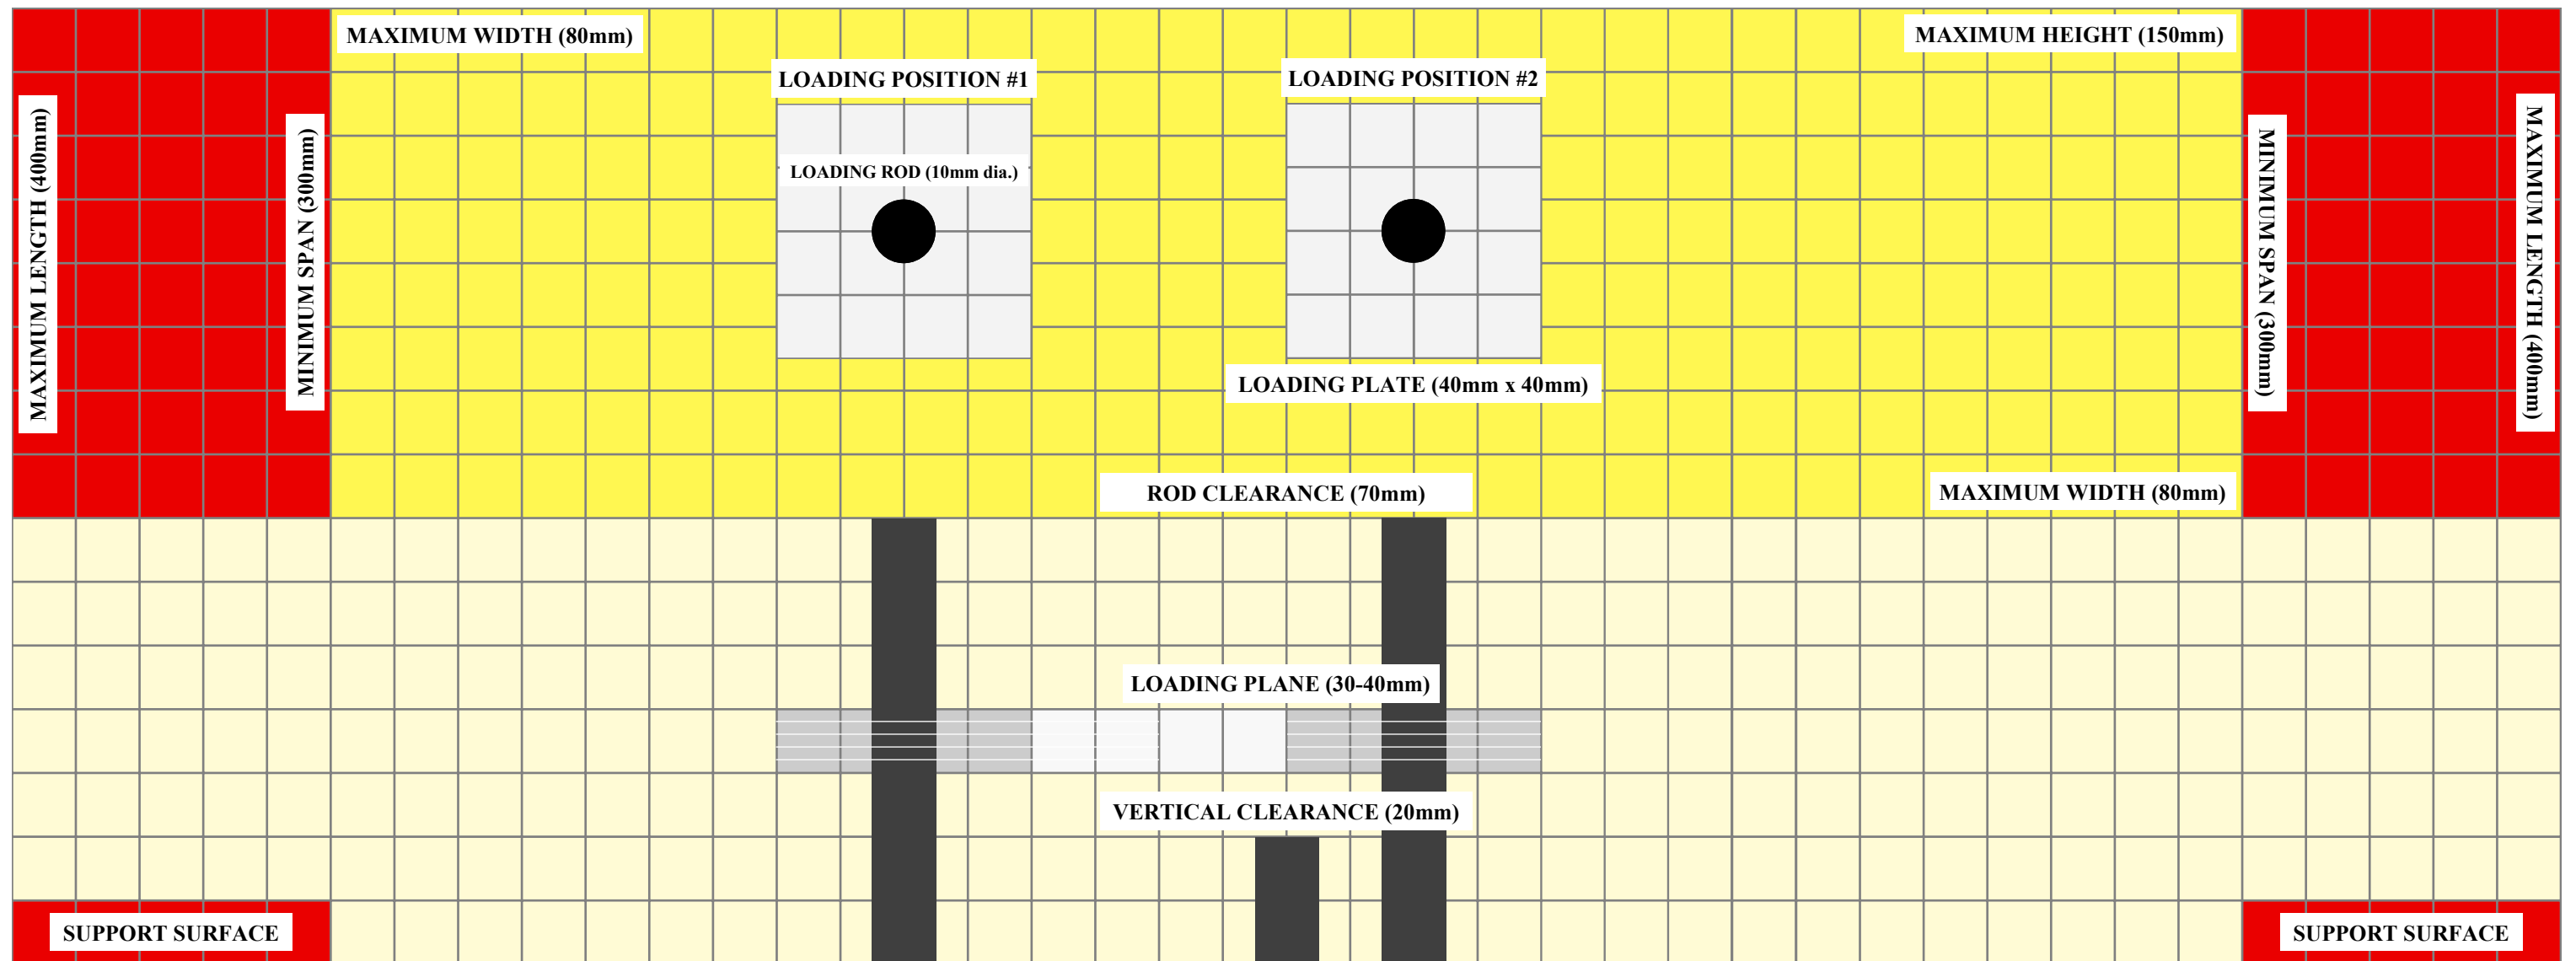 MAXIMUM WIDTH (80mm)
MAXIMUM HEIGHT (150mm)
LOADING POSITION #1
LOADING POSITION #2
MAXIMUM LENGTH (400mm)
MINIMUM SPAN (300mm)
LOADING ROD (10mm dia.)
MINIMUM SPAN (300mm)
MAXIMUM LENGTH (400mm)
LOADING PLATE (40mm x 40mm)
ROD CLEARANCE (70mm)
MAXIMUM WIDTH (80mm)
LOADING PLANE (30-40mm)
VERTICAL CLEARANCE (20mm)
SUPPORT SURFACE
SUPPORT SURFACE